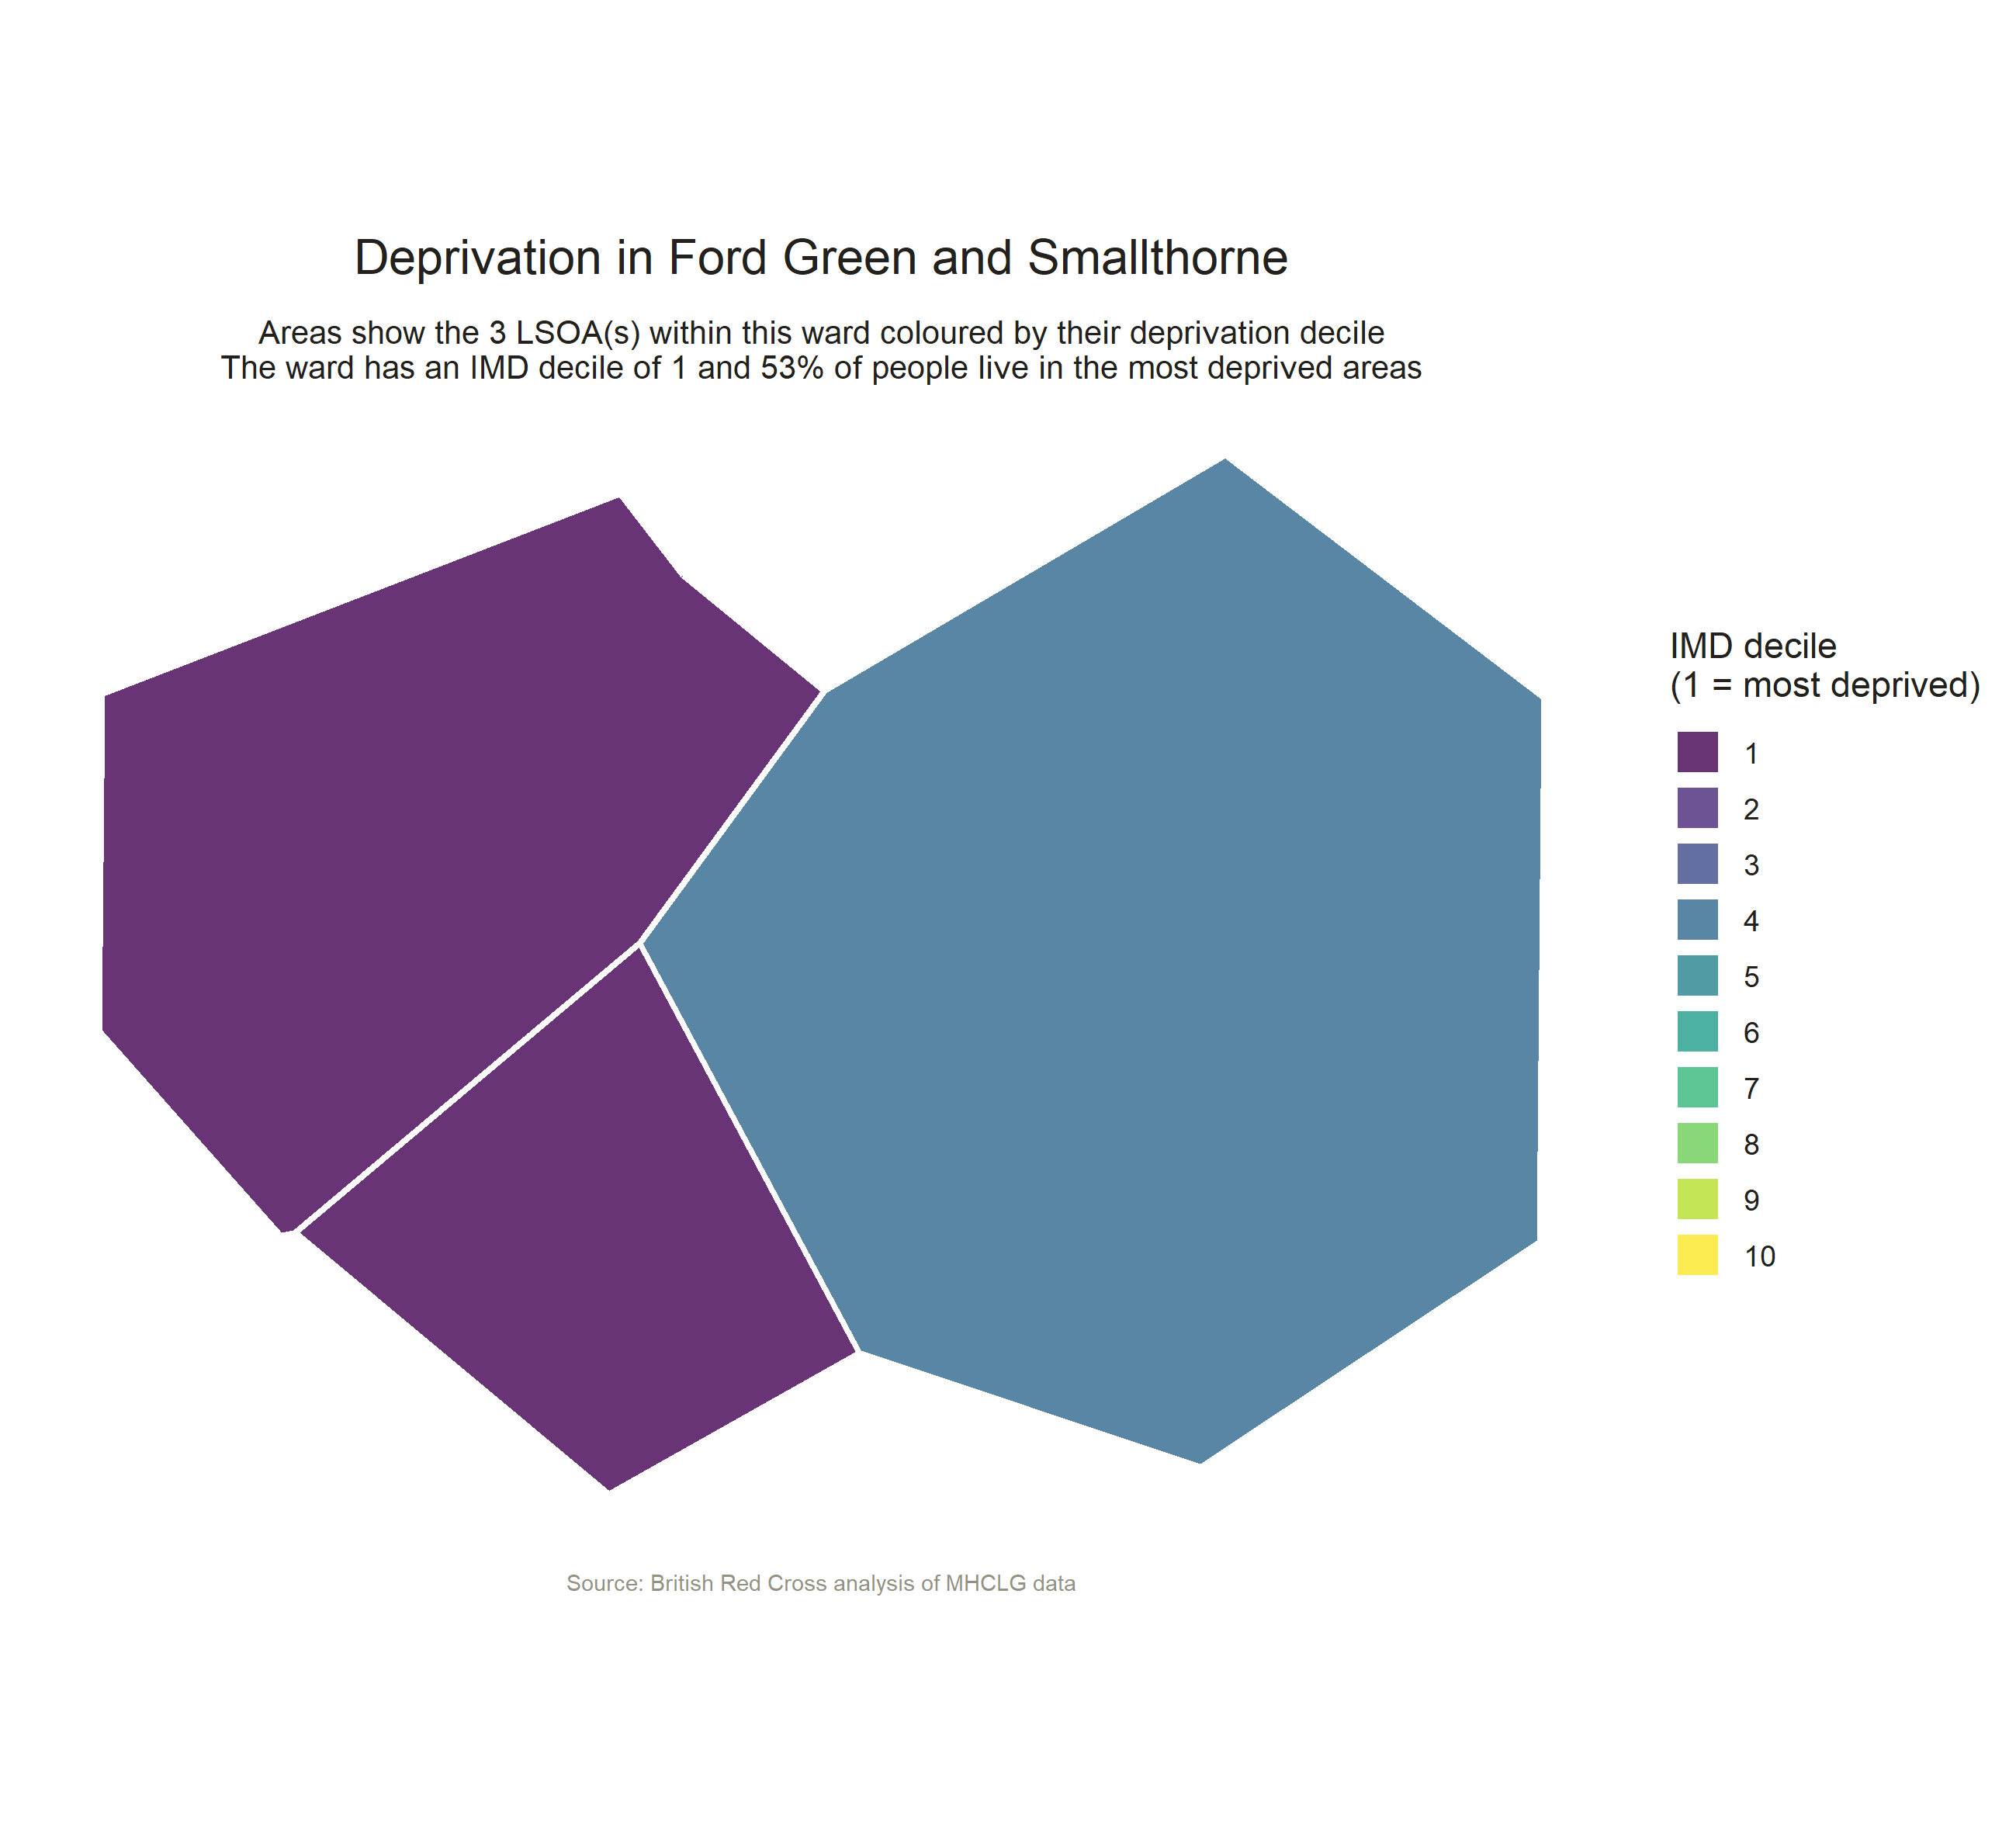 Deprivation in Ford Green and Smallthorne
Areas show the 3 LSOA(s) within this ward coloured by their deprivation decile
The ward has an IMD decile of 1 and 53% of people live in the most deprived areas
IMD decile
(1 = most deprived)
1
2
3
4
5
6
7
8
9
10
Source: British Red Cross analysis of MHCLG data